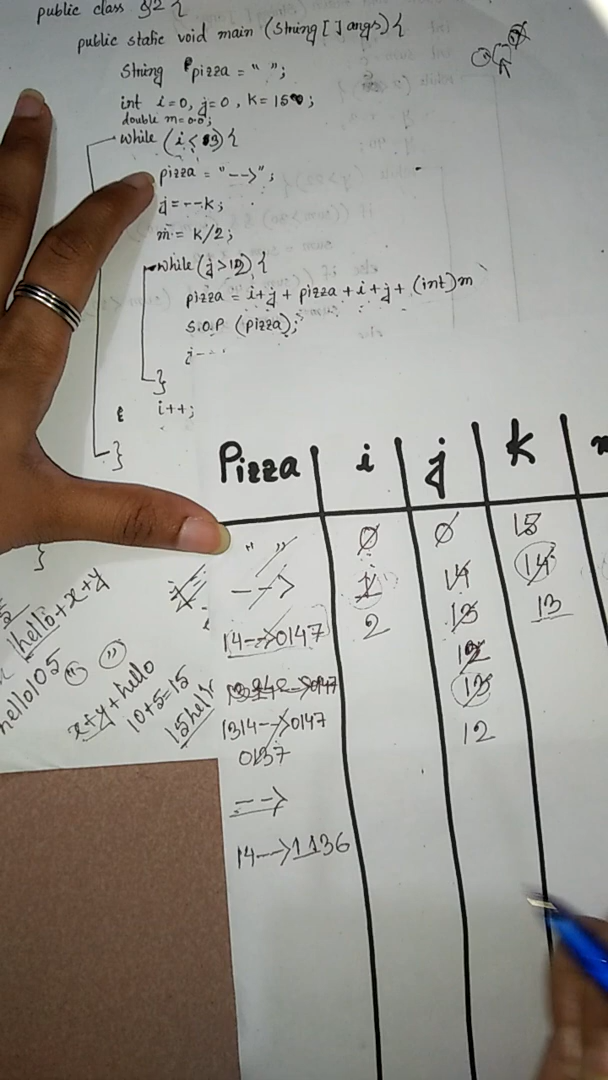 public class S2 {
public static void main (String [ ] args) {
String pizza = " ";
int i=0, j=0, k=15;
double m=0.0;
while (i< 3) {
pizza = "-->";
j=--k;
m= k/2;
while (j>12) {
pizza = i+j + pizza + i + j + (int) m
S.O.P (pizza);
j--
}
i++;
}
}
Pizza i j k
" " 0 0 15
--> 1 14 14
14-->0147 2 13 13
12
1314-->0147 13
0137 12
-->
14-->1136
hello+x+y
hello105
x+y+hello
10+5=15